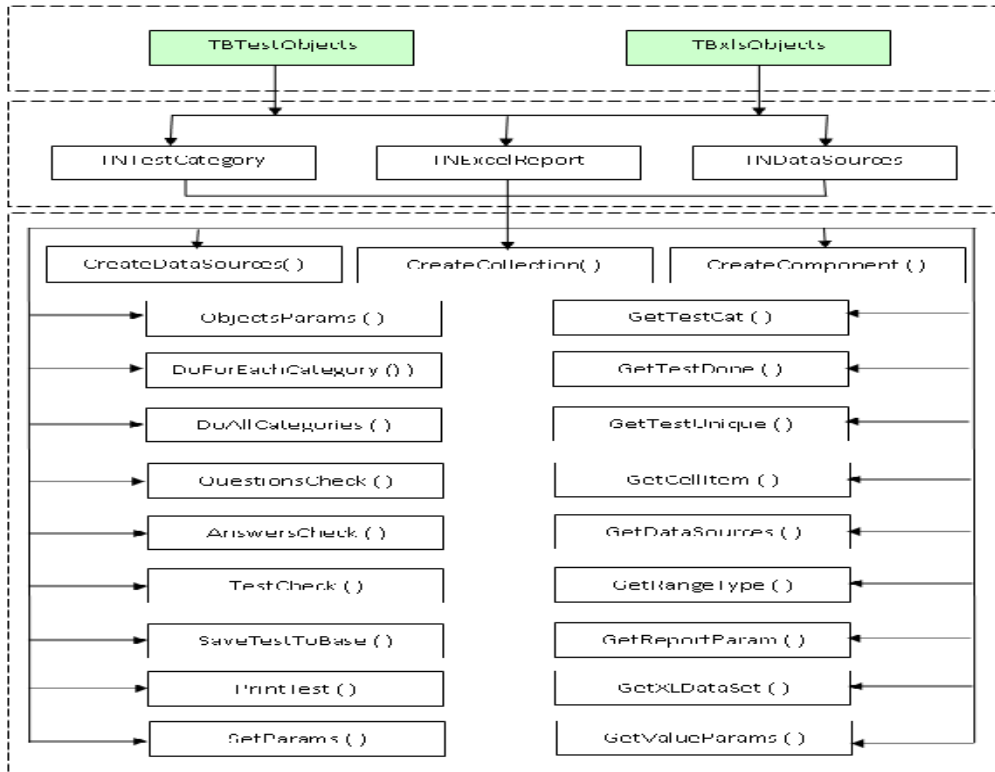 TBTestObjects TBxlsObjects
TNTestCategory TNExcelReport TNDataSources
CreateDataSources() CreateCollection() CreateComponent ()
ObjectsParams () GetTestCat ()
DoForEachCategory ()) GetTestDone ()
DoAllCategories () GetTestUnique ()
QuestionsCheck () GetCellItem ()
AnswersCheck () GetDataSources ()
TestCheck () GetRangeType ()
SaveTestToBase () GetReportParam ()
PrintTest () GetXLDataSet ()
SetParams () GetValueParams ()